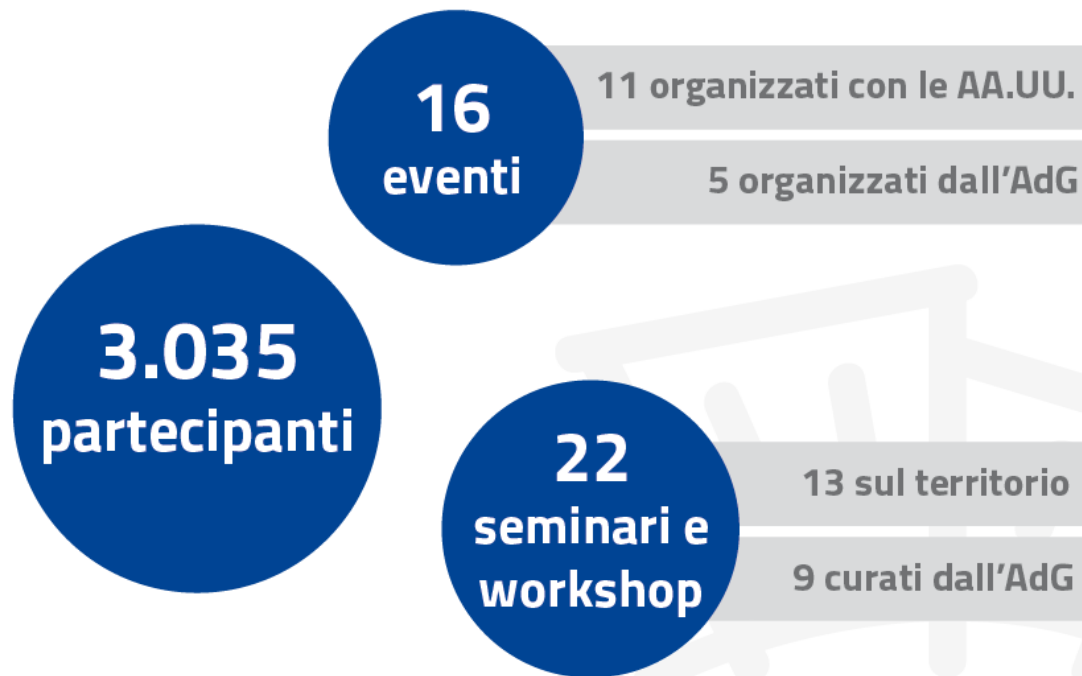 16
eventi
11 organizzati con le AA.UU.
5 organizzati dall’AdG
3.035
partecipanti
22
seminari e
workshop
13 sul territorio
9 curati dall’AdG